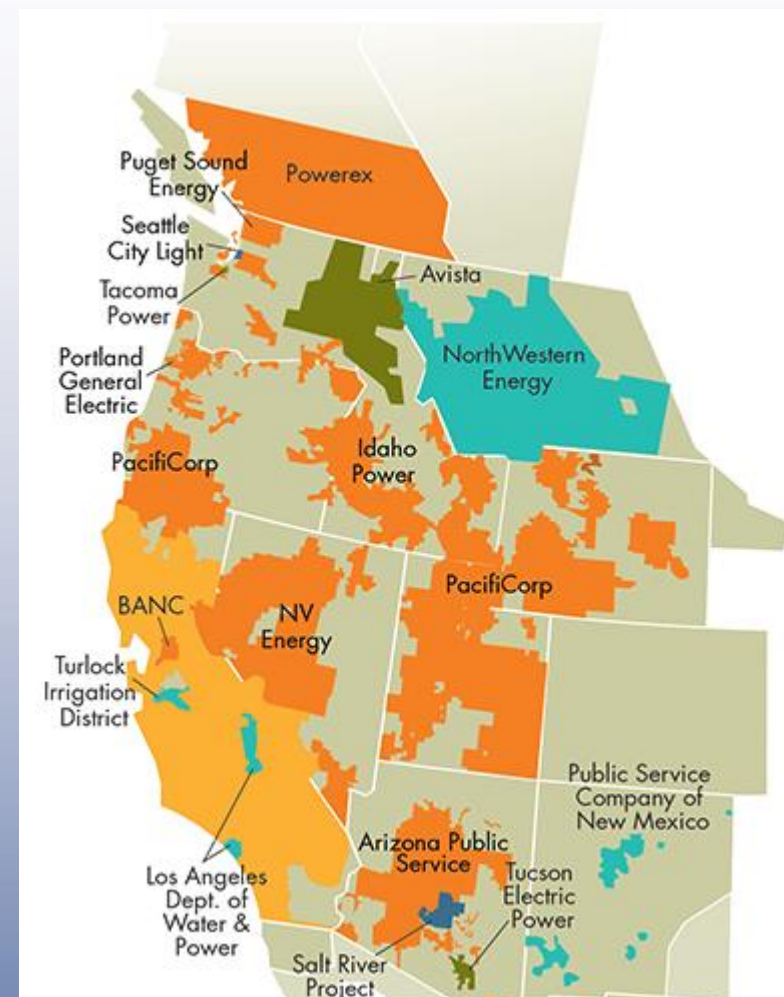 Puget Sound
Energy
Powerex
Seattle
City Light
Avista
Tacoma
Power
NorthWestern
Energy
Portland
General
Electric
PacifiCorp
Idaho
Power
PacifiCorp
BANC
NV
Energy
Turlock
Irrigation
District
Public Service
Company of
New Mexico
Arizona Public
Service
Tucson
Electric
Power
Los Angeles
Dept. of
Water &
Power
Salt River
Project